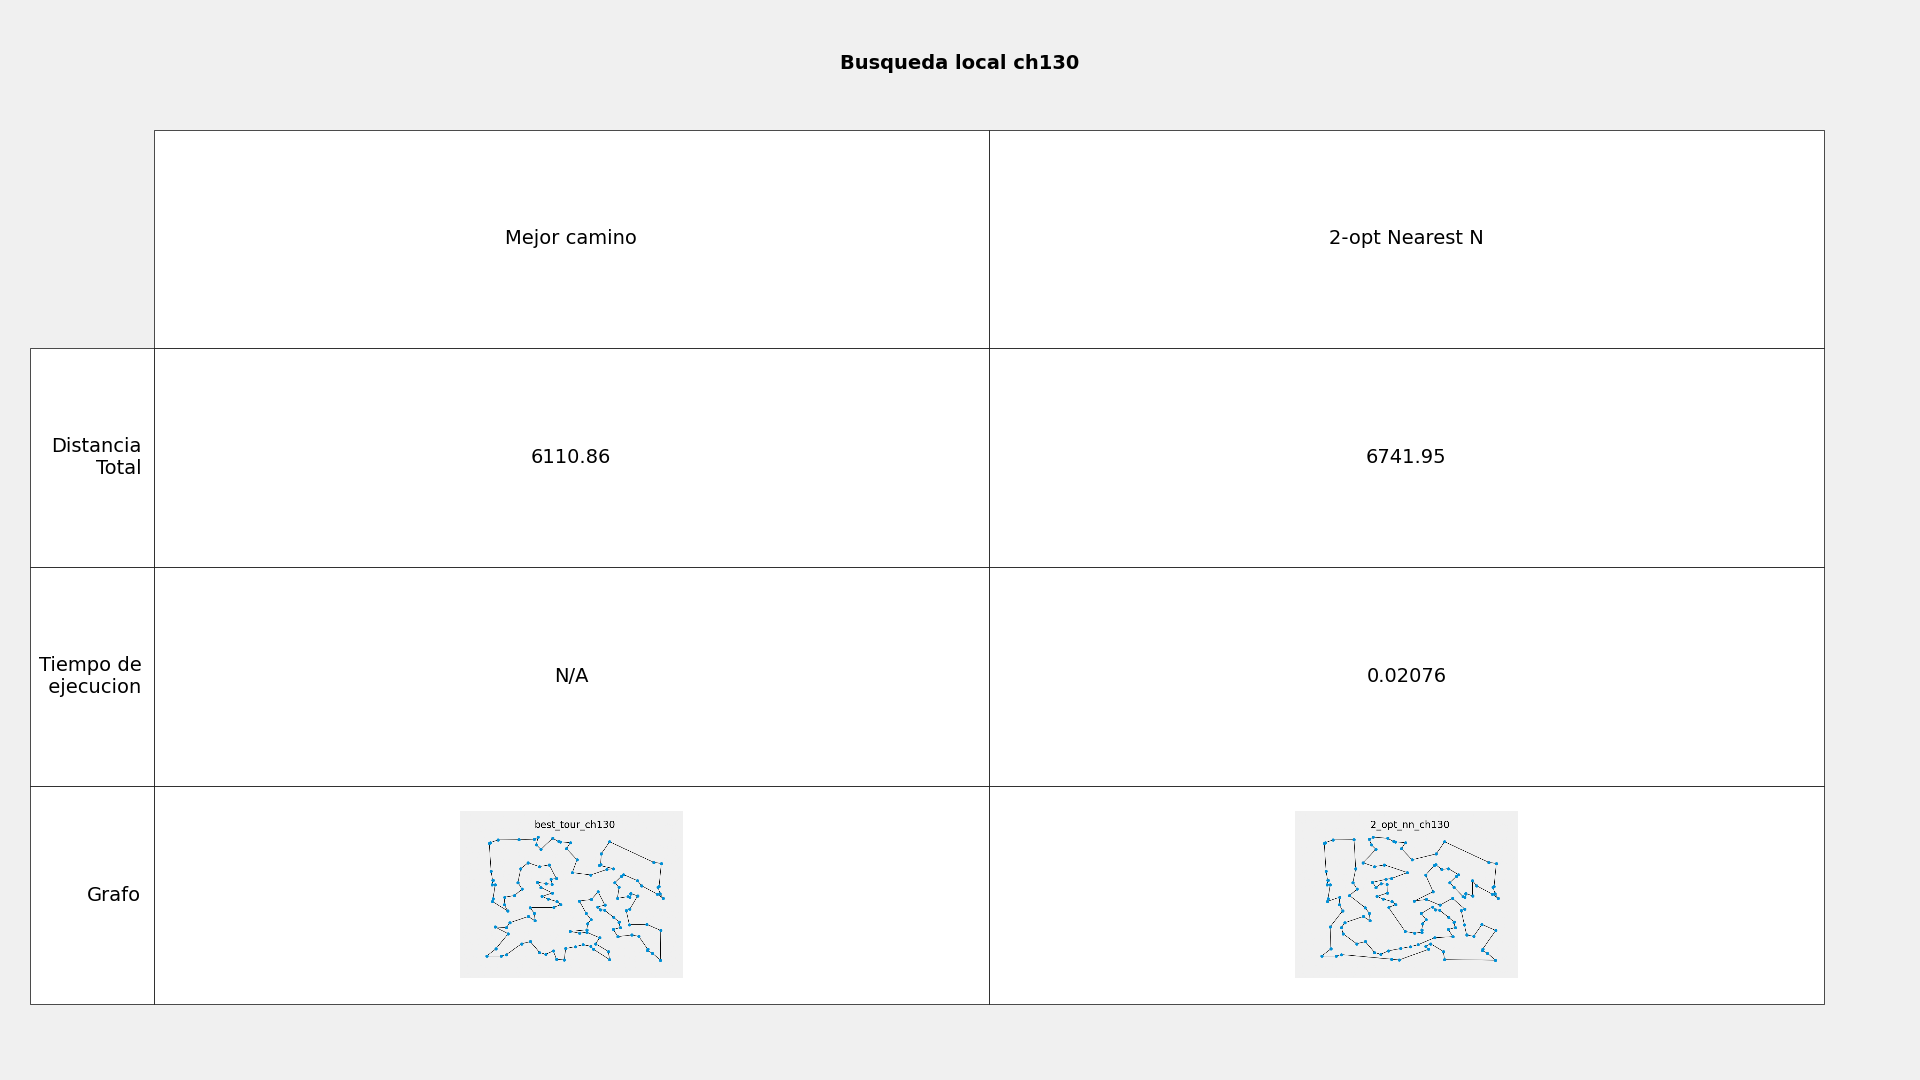 Busqueda local ch130
Mejor camino
2-opt Nearest N
Distancia
Total
6110.86
6741.95
Tiempo de
ejecucion
N/A
0.02076
Grafo
best_tour_ch130
2_opt_nn_ch130